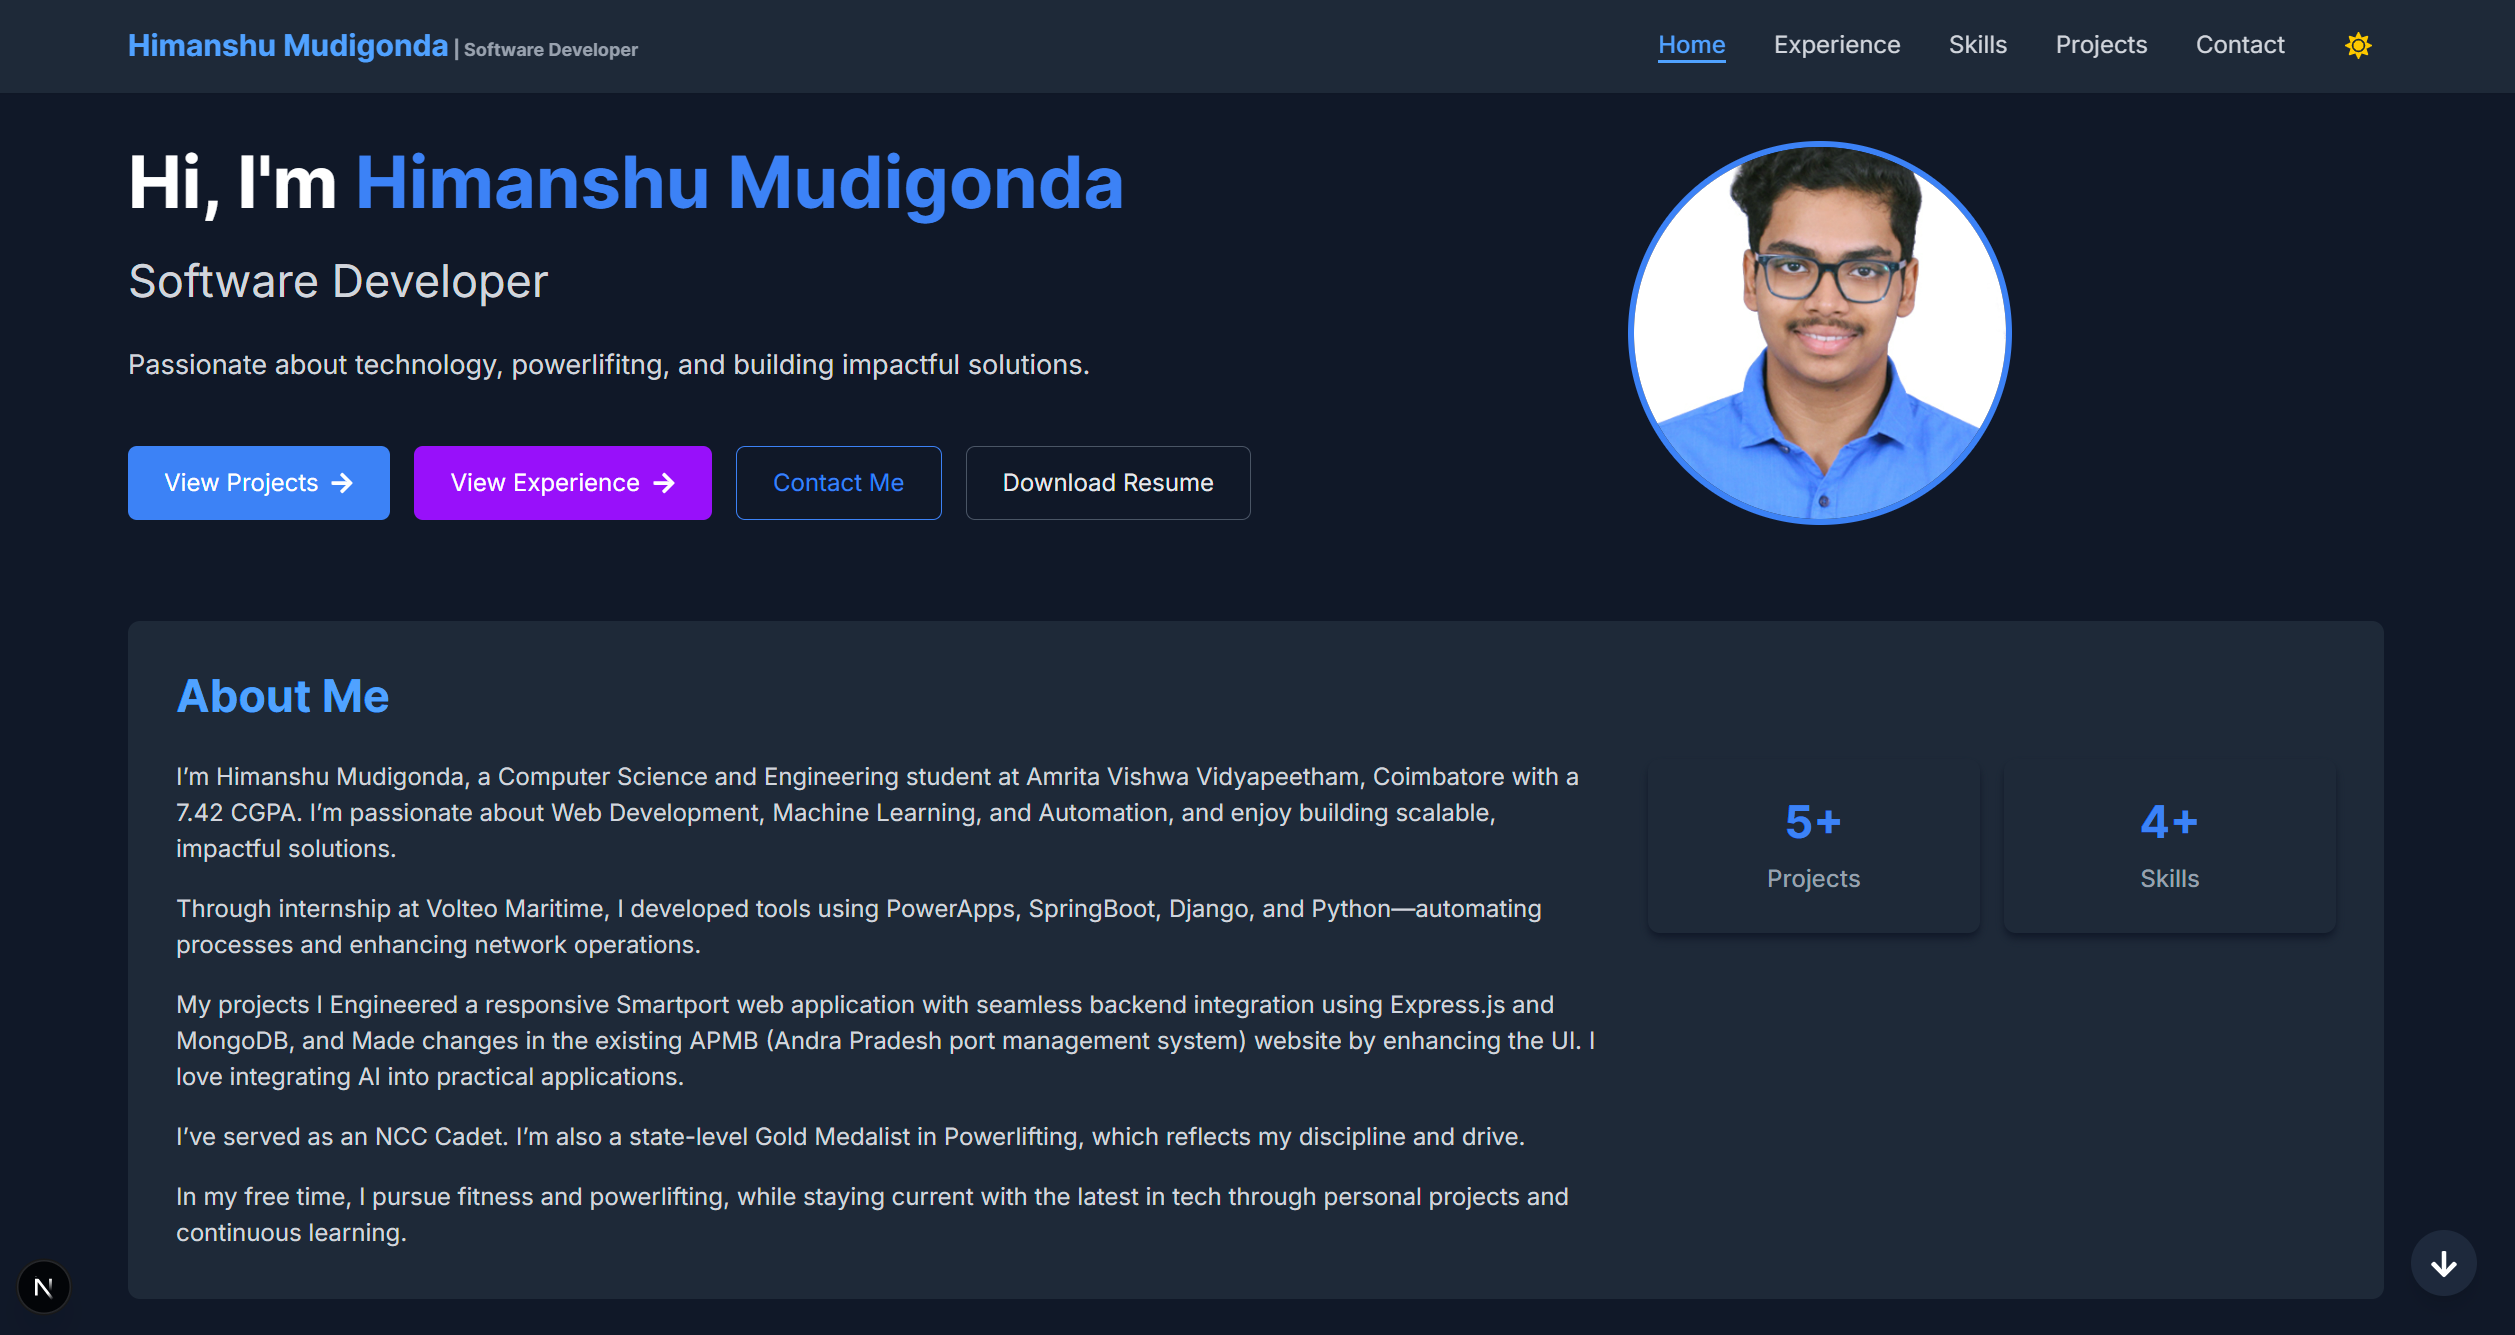 Himanshu Mudigonda | Software Developer
Home
Experience
Skills
Projects
Contact
Hi, I'm Himanshu Mudigonda
Software Developer
Passionate about technology, powerlifitng, and building impactful solutions.
View Projects →
View Experience →
Contact Me
Download Resume
About Me
I’m Himanshu Mudigonda, a Computer Science and Engineering student at Amrita Vishwa Vidyapeetham, Coimbatore with a
7.42 CGPA. I’m passionate about Web Development, Machine Learning, and Automation, and enjoy building scalable,
impactful solutions.
Through internship at Volteo Maritime, I developed tools using PowerApps, SpringBoot, Django, and Python—automating
processes and enhancing network operations.
My projects I Engineered a responsive Smartport web application with seamless backend integration using Express.js and
MongoDB, and Made changes in the existing APMB (Andra Pradesh port management system) website by enhancing the UI. I
love integrating AI into practical applications.
I’ve served as an NCC Cadet. I’m also a state-level Gold Medalist in Powerlifting, which reflects my discipline and drive.
In my free time, I pursue fitness and powerlifting, while staying current with the latest in tech through personal projects and
continuous learning.
5+
Projects
4+
Skills
N